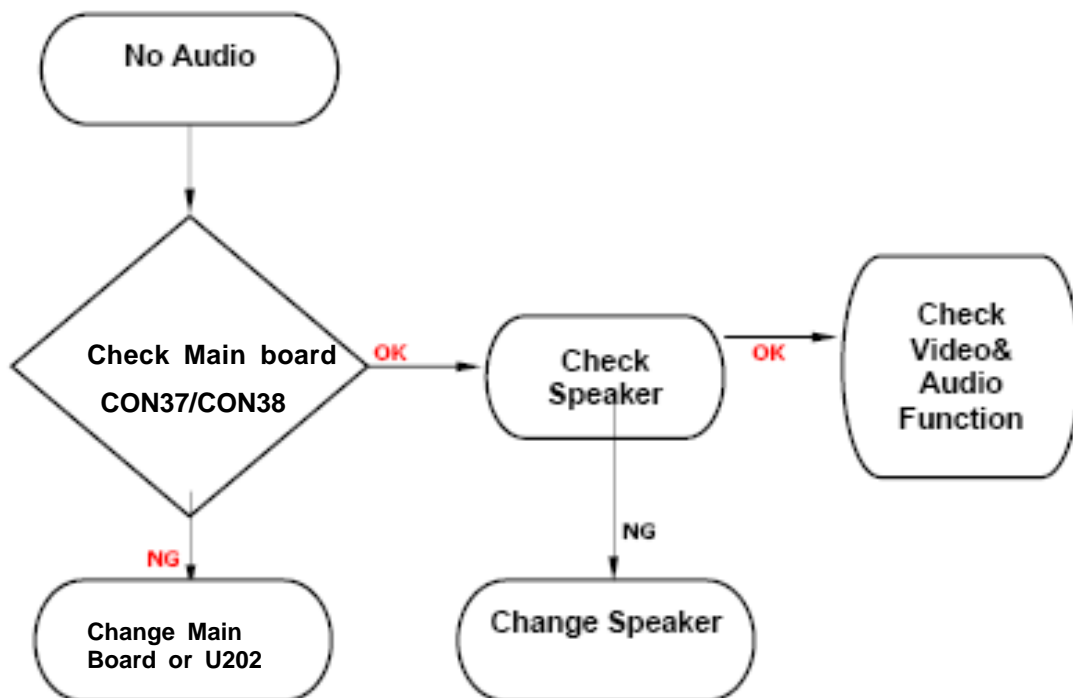 No Audio
Check Main board
CON37/CON38
OK
Check
Speaker
OK
Check
Video&
Audio
Function
NG
Change Main
Board or U202
NG
Change Speaker